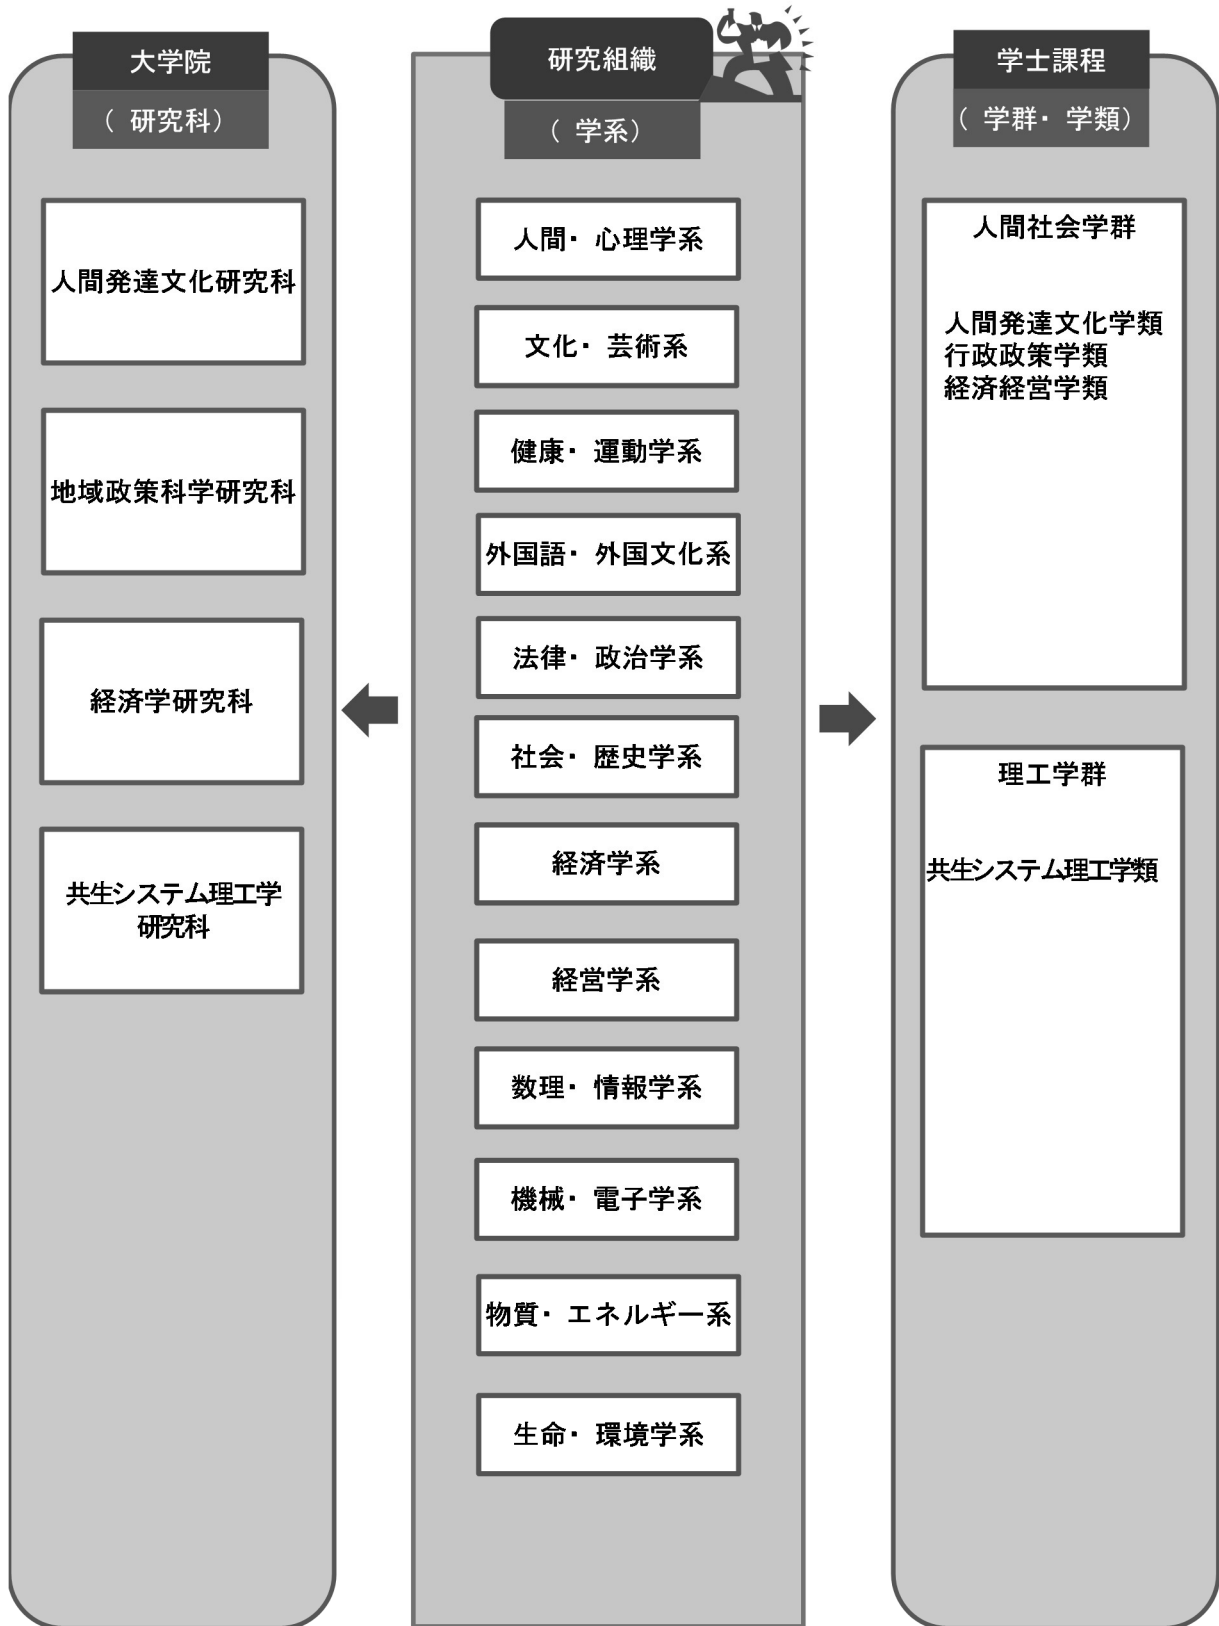 大学院
（ 研究科）
人間発達文化研究科
地域政策科学研究科
経済学研究科
共生システム理工学
研究科
研究組織
（ 学系）
人間・ 心理学系
文化・ 芸術系
健康・ 運動学系
外国語・ 外国文化系
法律・ 政治学系
社会・ 歴史学系
経済学系
経営学系
数理・ 情報学系
機械・ 電子学系
物質・ エネルギー系
生命・ 環境学系
学士課程
（ 学群・ 学類）
人間社会学群
人間発達文化学類
行政政策学類
経済経営学類
理工学群
共生システム理工学類